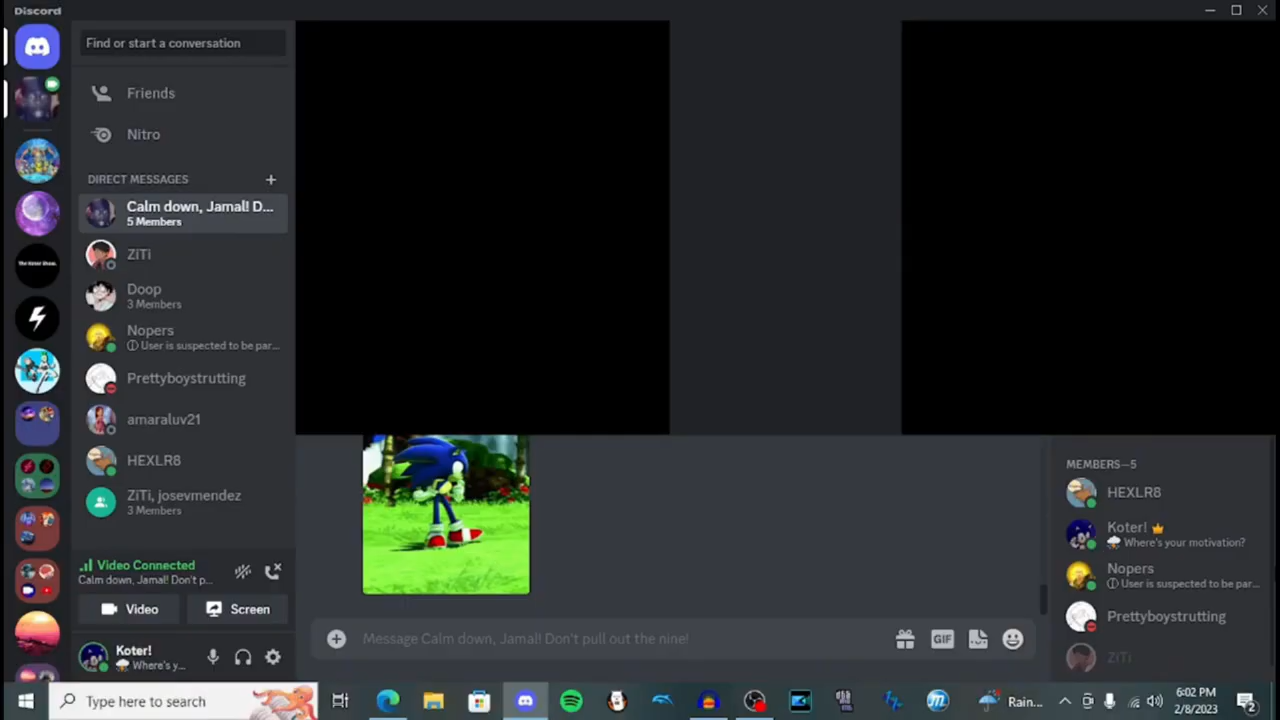 Discord
Find or start a conversation
Friends
Nitro
DIRECT MESSAGES
Calm down, Jamal! D...
5 Members
ZiTi
Doop
3 Members
Nopers
User is suspected to be par...
Prettyboystrutting
amaraluv21
HEXLR8
ZiTi, josevmendez
3 Members
Video Connected
Calm down, Jamal! Don't p...
Video
Screen
Koter!
Where's y...
Message Calm down, Jamal! Don't pull out the nine!
GIF
MEMBERS—5
HEXLR8
Koter!
Where's your motivation?
Nopers
User is suspected to be par...
Prettyboystrutting
ZiTi
Type here to search
Rain...
6:02 PM
2/8/2023
2